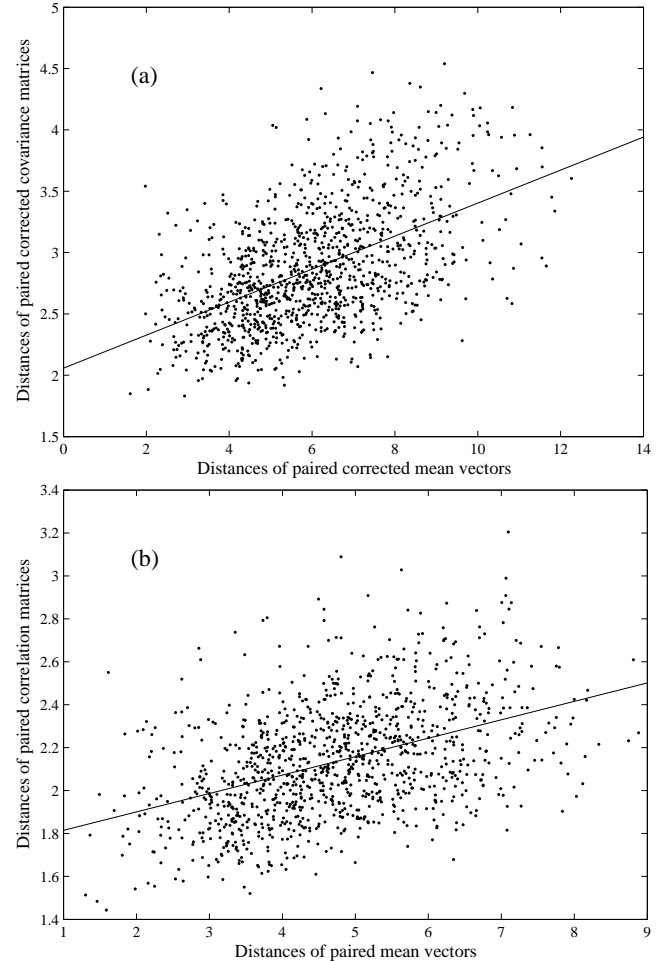 5
4.5
4
3.5
3
2.5
2
1.5
(a)
Distances of paired corrected covariance matrices
0 2 4 6 8 10 12 14
Distances of paired corrected mean vectors
3.4
3.2
3
2.8
2.6
2.4
2.2
2
1.8
1.6
1.4
(b)
Distances of paired correlation matrices
1 2 3 4 5 6 7 8 9
Distances of paired mean vectors